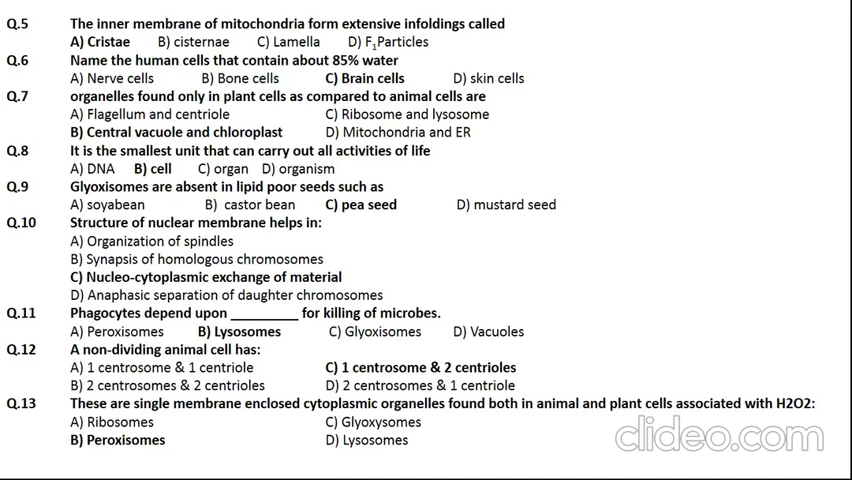 Q.5 The inner membrane of mitochondria form extensive infoldings called
A) Cristae B) cisternae C) Lamella D) F₁Particles
Q.6 Name the human cells that contain about 85% water
A) Nerve cells B) Bone cells C) Brain cells D) skin cells
Q.7 organelles found only in plant cells as compared to animal cells are
A) Flagellum and centriole C) Ribosome and lysosome
B) Central vacuole and chloroplast D) Mitochondria and ER
Q.8 It is the smallest unit that can carry out all activities of life
A) DNA B) cell C) organ D) organism
Q.9 Glyoxisomes are absent in lipid poor seeds such as
A) soyabean B) castor bean C) pea seed D) mustard seed
Q.10 Structure of nuclear membrane helps in:
A) Organization of spindles
B) Synapsis of homologous chromosomes
C) Nucleo-cytoplasmic exchange of material
D) Anaphasic separation of daughter chromosomes
Q.11 Phagocytes depend upon _________ for killing of microbes.
A) Peroxisomes B) Lysosomes C) Glyoxisomes D) Vacuoles
Q.12 A non-dividing animal cell has:
A) 1 centrosome & 1 centriole C) 1 centrosome & 2 centrioles
B) 2 centrosomes & 2 centrioles D) 2 centrosomes & 1 centriole
Q.13 These are single membrane enclosed cytoplasmic organelles found both in animal and plant cells associated with H2O2:
A) Ribosomes C) Glyoxysomes
B) Peroxisomes D) Lysosomes
clideo.com